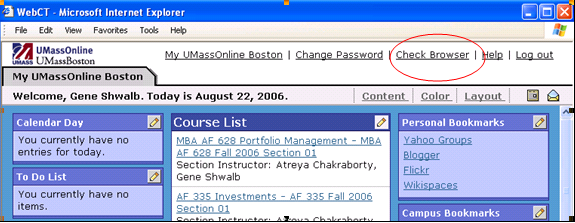 WebCT - Microsoft Internet Explorer
File Edit View Favorites Tools Help
UMassOnline
UMassBoston
UMASS
My UMassOnline Boston | Change Password | Check Browser | Help | Log out
My UMassOnline Boston
Welcome, Gene Shwalb. Today is August 22, 2006.
Content Color Layout
Calendar Day
You currently have no
entries for today.
To Do List
You currently have no
items.
Course List
MBA AF 628 Portfolio Management - MBA
AF 628 Fall 2006 Section 01
Section Instructor: Atreya Chakraborty,
Gene Shwalb
AF 335 Investments - AF 335 Fall 2006
Section 01
Section Instructor: Atreya Chakraborty
Personal Bookmarks
Yahoo Groups
Blogger
Flickr
Wikispaces
Campus Bookmarks